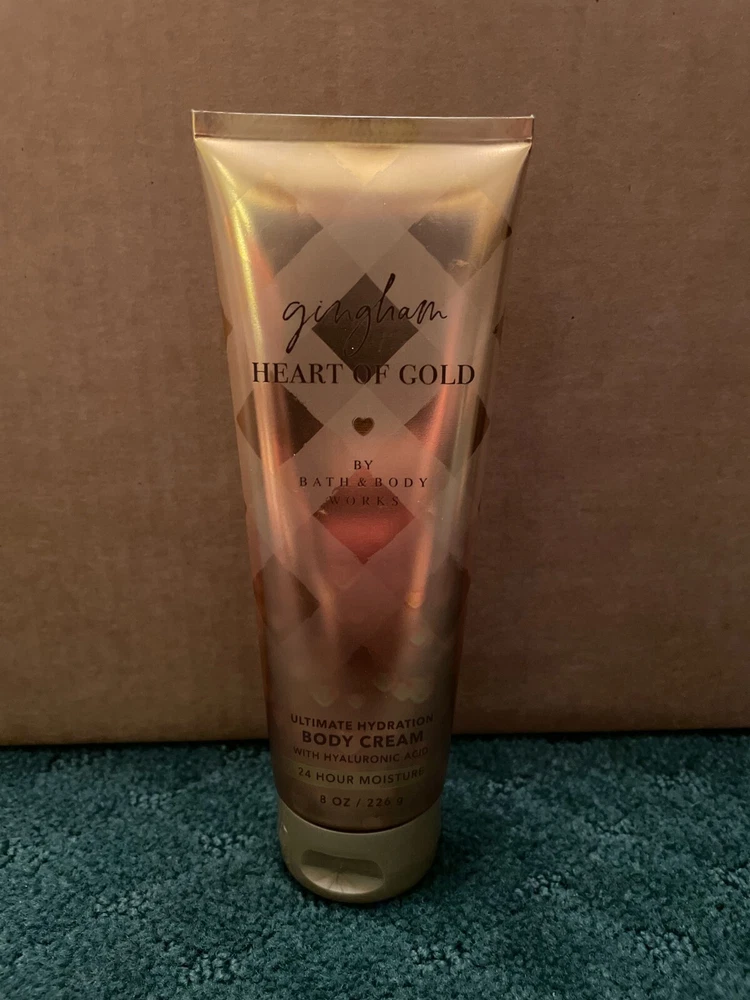 gingham
HEART OF GOLD
BY
BATH & BODY
WORKS
ULTIMATE HYDRATION
BODY CREAM
WITH HYALURONIC ACID
24 HOUR MOISTURE
8 OZ / 226 g